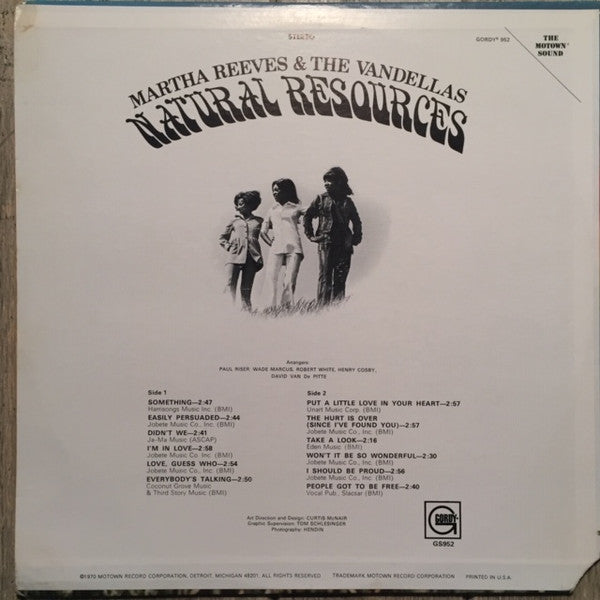 STEREO
GORDY® 952
THE
MOTOWN®
SOUND
MARTHA REEVES & THE VANDELLAS
NATURAL RESOURCES
Arrangers:
PAUL RISER, WADE MARCUS, ROBERT WHITE, HENRY COSBY,
DAVID VAN De PITTE
Side 1
SOMETHING—2:47
Harrisongs Music Inc. (BMI)
EASILY PERSUADED—2:44
Jobete Music Co., Inc. (BMI)
DIDN'T WE—2:41
Ja-Ma Music (ASCAP)
I'M IN LOVE—2:58
Jobete Music Co. Inc. (BMI)
LOVE, GUESS WHO—2:54
Jobete Music Co., Inc. (BMI)
EVERYBODY'S TALKING—2:50
Coconut Grove Music
& Third Story Music (BMI)
Side 2
PUT A LITTLE LOVE IN YOUR HEART—2:57
Unart Music Corp. (BMI)
THE HURT IS OVER
(SINCE I'VE FOUND YOU)—2:57
Jobete Music Co., Inc. (BMI)
TAKE A LOOK—2:16
Eden Music (BMI)
WON'T IT BE SO WONDERFUL—2:30
Jobete Music Co., Inc. (BMI)
I SHOULD BE PROUD—2:56
Jobete Music Co., Inc. (BMI)
PEOPLE GOT TO BE FREE—2:40
Vocal Pub., Slacsar (BMI)
Art Direction and Design: CURTIS McNAIR
Graphic Supervision: TOM SCHLESINGER
Photography: HENDIN
GORDY
GS952
©1970 MOTOWN RECORD CORPORATION, DETROIT, MICHIGAN 48201. ALL RIGHTS RESERVED. TRADEMARK MOTOWN RECORD CORPORATION PRINTED IN U.S.A.